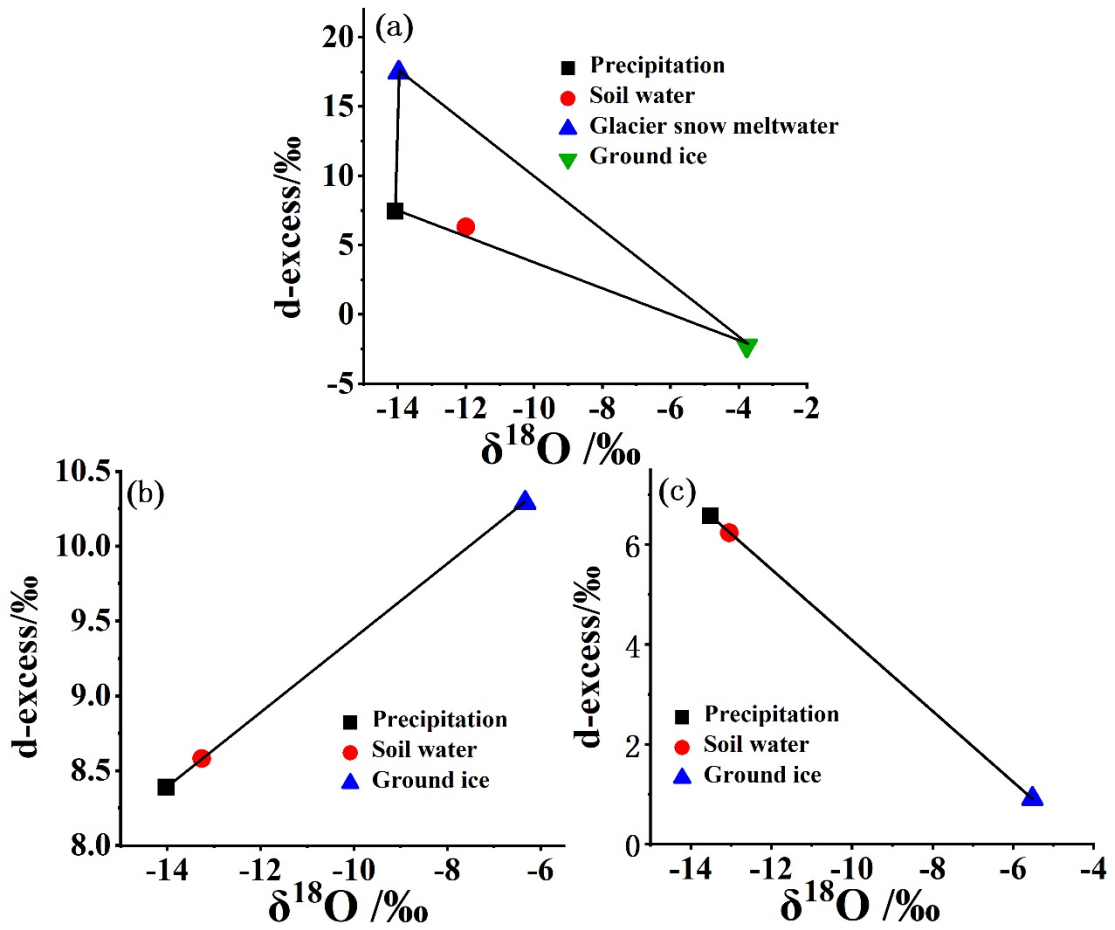 (a)
20
15
10
5
0
-5
d-excess/‰
Precipitation
Soil water
Glacier snow meltwater
Ground ice
-14 -12 -10 -8 -6 -4 -2
δ¹⁸O /‰
(b)
10.5
10.0
9.5
9.0
8.5
8.0
d-excess/‰
Precipitation
Soil water
Ground ice
-14 -12 -10 -8 -6
δ¹⁸O /‰
(c)
6
4
2
0
d-excess/‰
Precipitation
Soil water
Ground ice
-14 -12 -10 -8 -6 -4
δ¹⁸O /‰